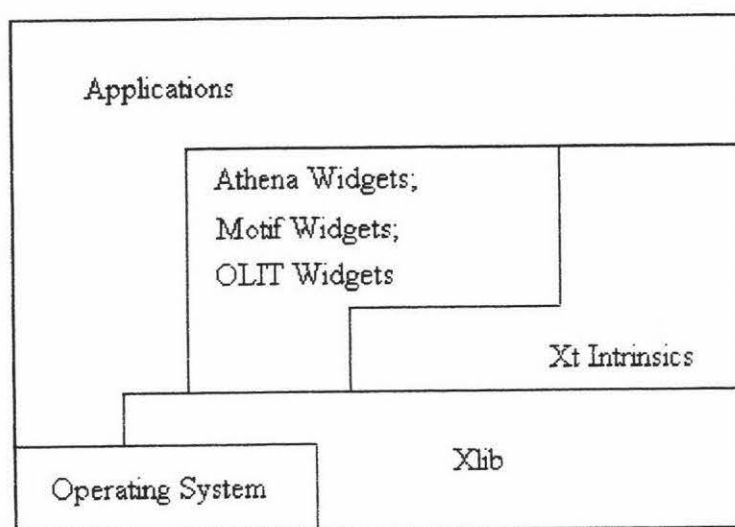 Applications
Athena Widgets;
Motif Widgets;
OLIT Widgets
Xt Intrinsics
Xlib
Operating System